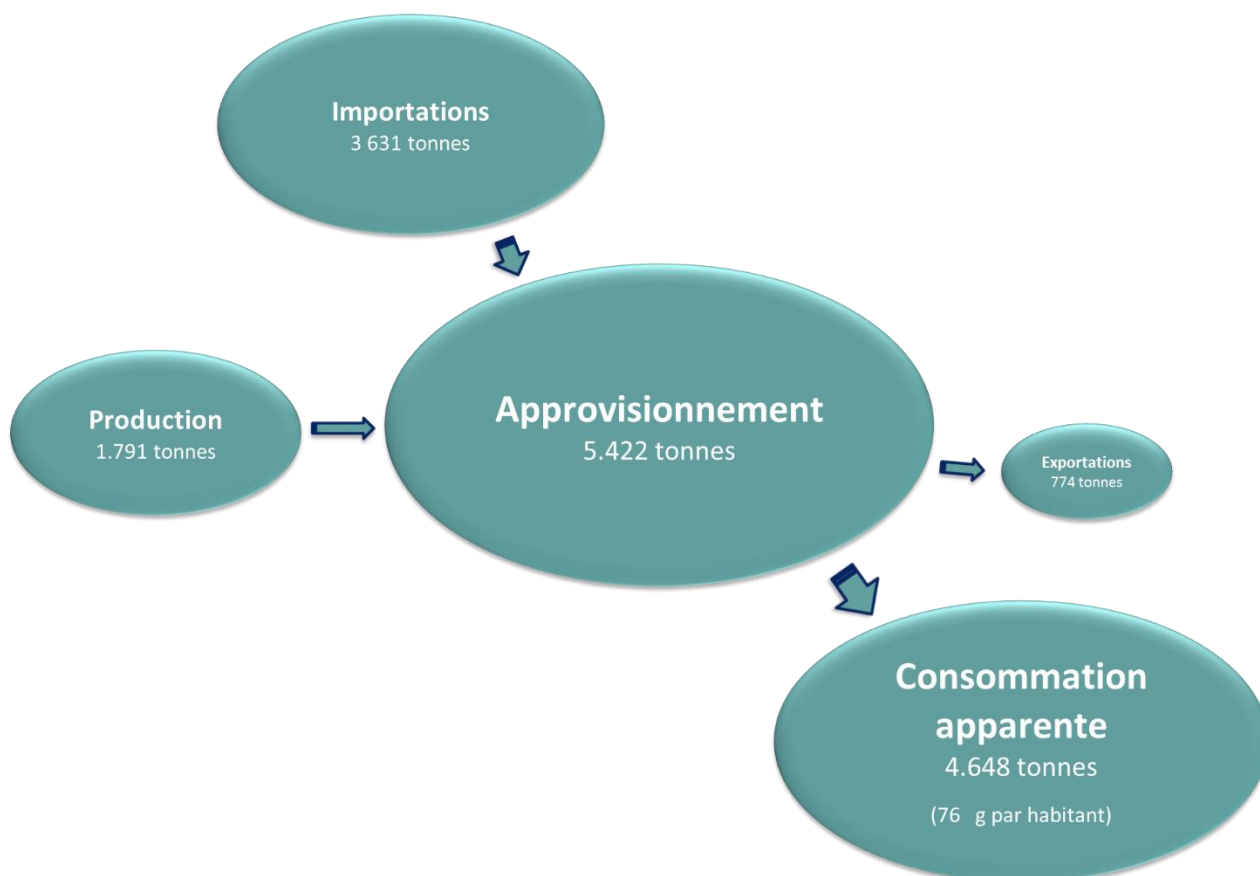 Importations
3 631 tonnes
Production
1.791 tonnes
Approvisionnement
5.422 tonnes
Exportations
774 tonnes
Consommation
apparente
4.648 tonnes
(76 g par habitant)